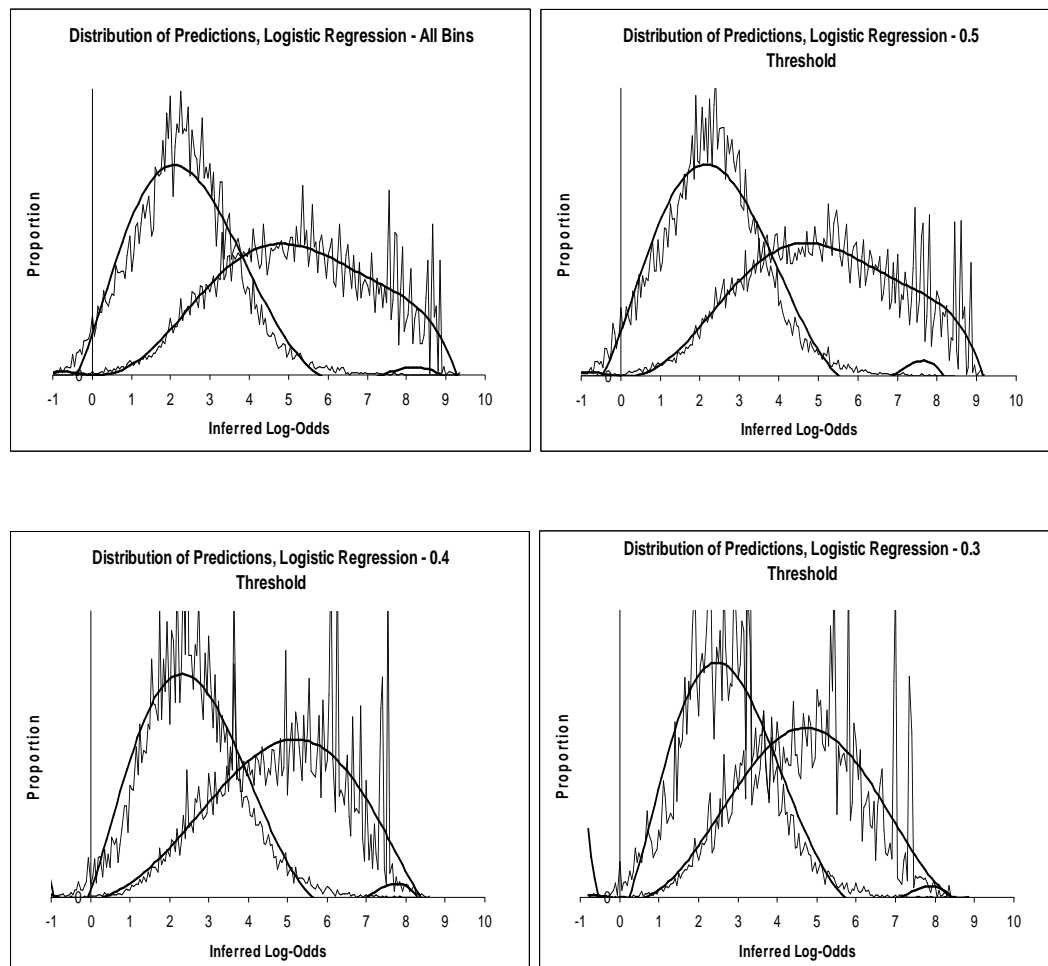 Distribution of Predictions, Logistic Regression - All Bins
Proportion
0
-1 0 1 2 3 4 5 6 7 8 9 10
Inferred Log-Odds
Distribution of Predictions, Logistic Regression - 0.5
Threshold
Proportion
0
-1 0 1 2 3 4 5 6 7 8 9 10
Inferred Log-Odds
Distribution of Predictions, Logistic Regression - 0.4
Threshold
Proportion
0
-1 0 1 2 3 4 5 6 7 8 9 10
Inferred Log-Odds
Distribution of Predictions, Logistic Regression - 0.3
Threshold
Proportion
0
-1 0 1 2 3 4 5 6 7 8 9 10
Inferred Log-Odds